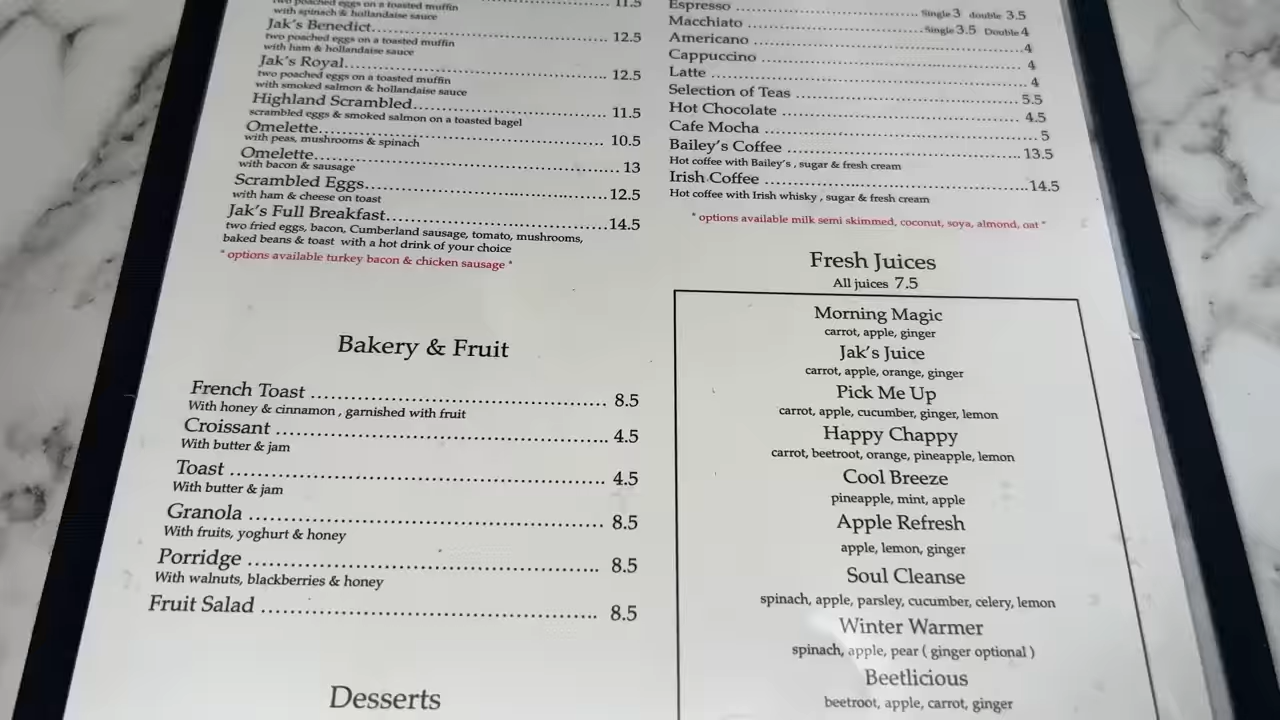 two poached eggs on a toasted muffin 11.5
with spinach & hollandaise sauce
Jak's Benedict 12.5
two poached eggs on a toasted muffin
with ham & hollandaise sauce
Jak's Royal 12.5
two poached eggs on a toasted muffin
with smoked salmon & hollandaise sauce
Highland Scrambled 11.5
scrambled eggs & smoked salmon on a toasted bagel
Omelette 10.5
with peas, mushrooms & spinach
Omelette 13
with bacon & sausage
Scrambled Eggs 12.5
with ham & cheese on toast
Jak's Full Breakfast 14.5
two fried eggs, bacon, Cumberland sausage, tomato, mushrooms,
baked beans & toast with a hot drink of your choice
* options available turkey bacon & chicken sausage *
Bakery & Fruit
French Toast 8.5
With honey & cinnamon , garnished with fruit
Croissant 4.5
With butter & jam
Toast 4.5
With butter & jam
Granola 8.5
With fruits, yoghurt & honey
Porridge 8.5
With walnuts, blackberries & honey
Fruit Salad 8.5
Desserts
Espresso Single 3 double 3.5
Macchiato Single 3.5 Double 4
Americano 4
Cappuccino 4
Latte 4
Selection of Teas 5.5
Hot Chocolate 4.5
Cafe Mocha 5
Bailey's Coffee 13.5
Hot coffee with Bailey's , sugar & fresh cream
Irish Coffee 14.5
Hot coffee with Irish whisky , sugar & fresh cream
* options available milk semi skimmed, coconut, soya, almond, oat *
Fresh Juices
All juices 7.5
Morning Magic
carrot, apple, ginger
Jak's Juice
carrot, apple, orange, ginger
Pick Me Up
carrot, apple, cucumber, ginger, lemon
Happy Chappy
carrot, beetroot, orange, pineapple, lemon
Cool Breeze
pineapple, mint, apple
Apple Refresh
apple, lemon, ginger
Soul Cleanse
spinach, apple, parsley, cucumber, celery, lemon
Winter Warmer
spinach, apple, pear ( ginger optional )
Beetlicious
beetroot, apple, carrot, ginger